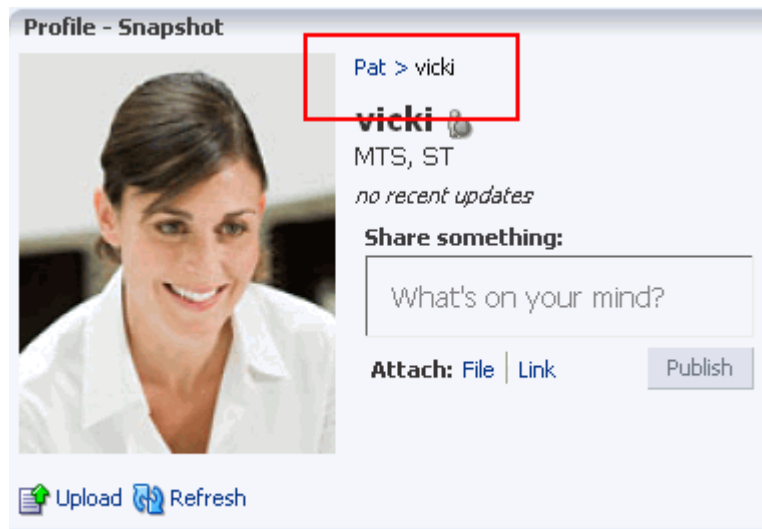 Profile - Snapshot
Pat > vicki
vicki
MTS, ST
no recent updates
Share something:
What's on your mind?
Attach: File | Link Publish
Upload Refresh